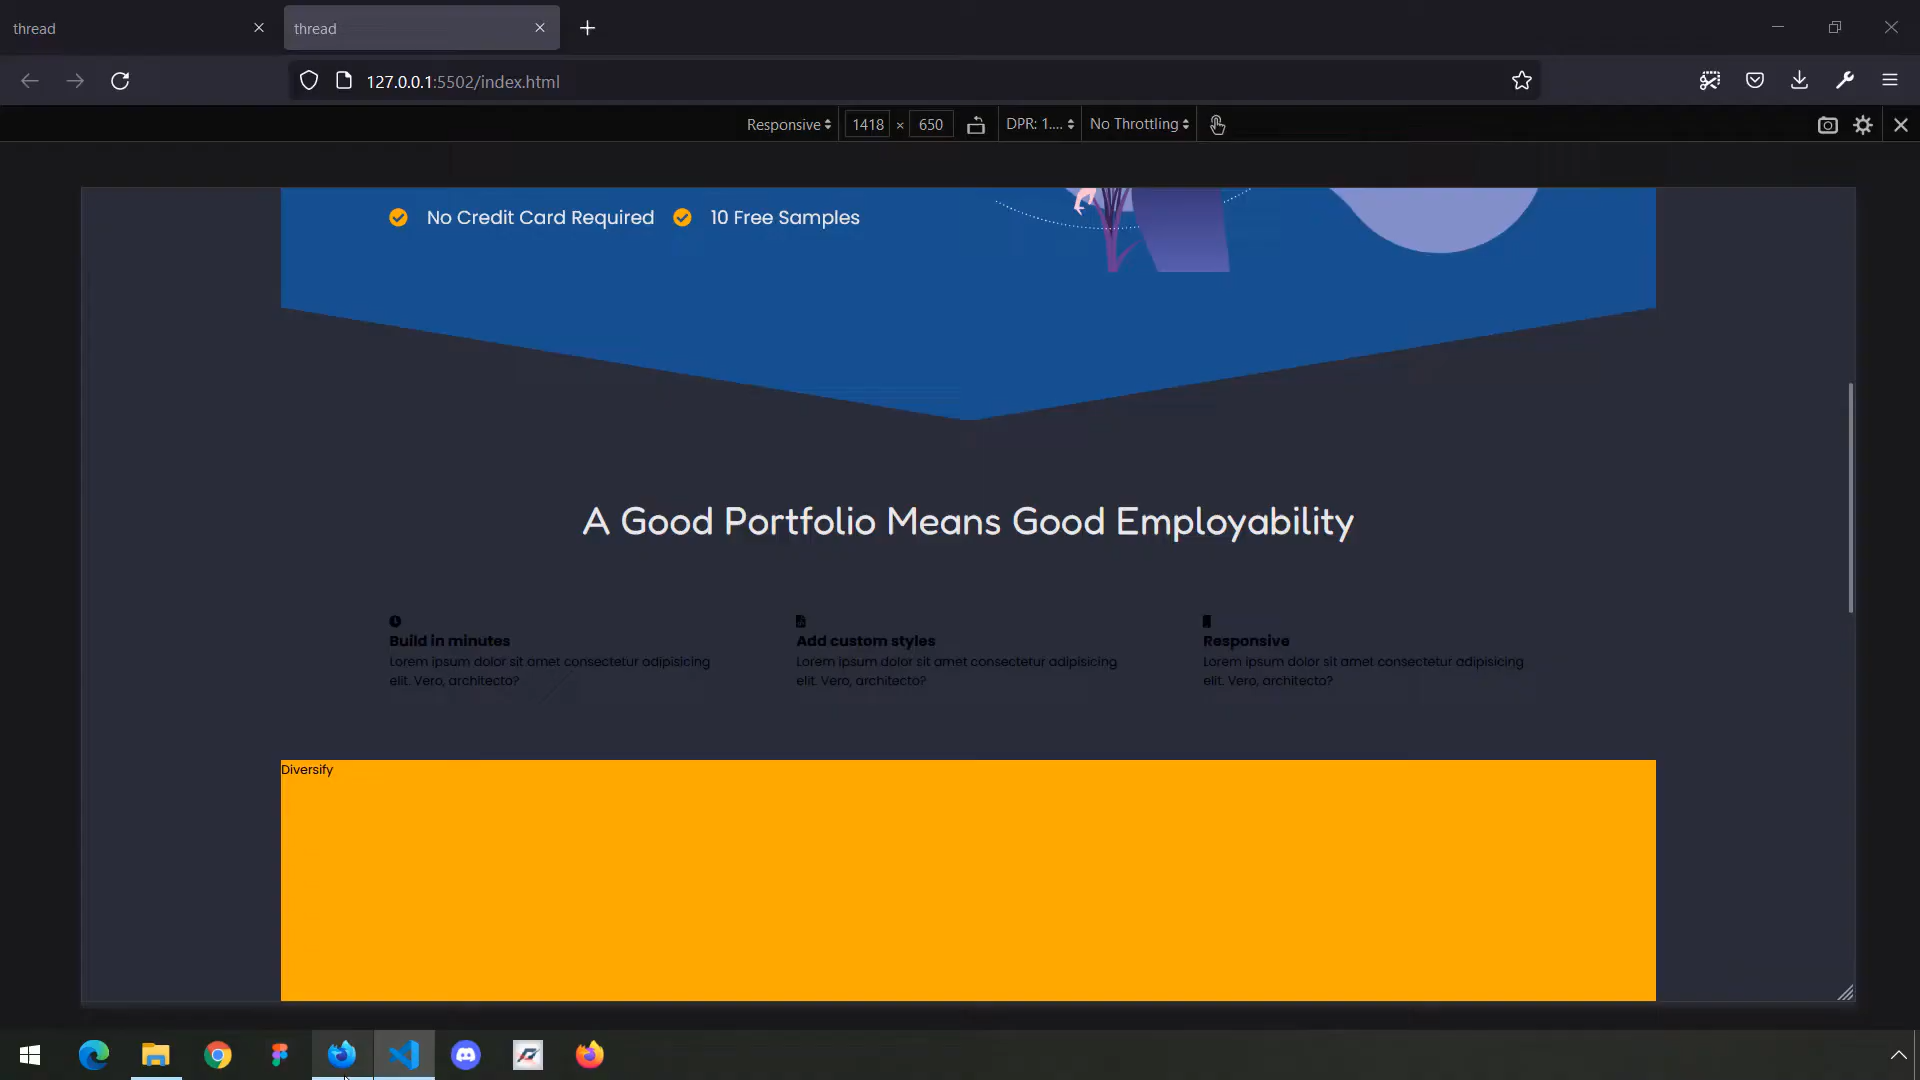 thread
thread
127.0.0.1:5502/index.html
Responsive 1418 × 650 DPR: 1.... No Throttling
No Credit Card Required 10 Free Samples
A Good Portfolio Means Good Employability
Build in minutes
Lorem ipsum dolor sit amet consectetur adipisicing
elit. Vero, architecto?
Add custom styles
Lorem ipsum dolor sit amet consectetur adipisicing
elit. Vero, architecto?
Responsive
Lorem ipsum dolor sit amet consectetur adipisicing
elit. Vero, architecto?
Diversify